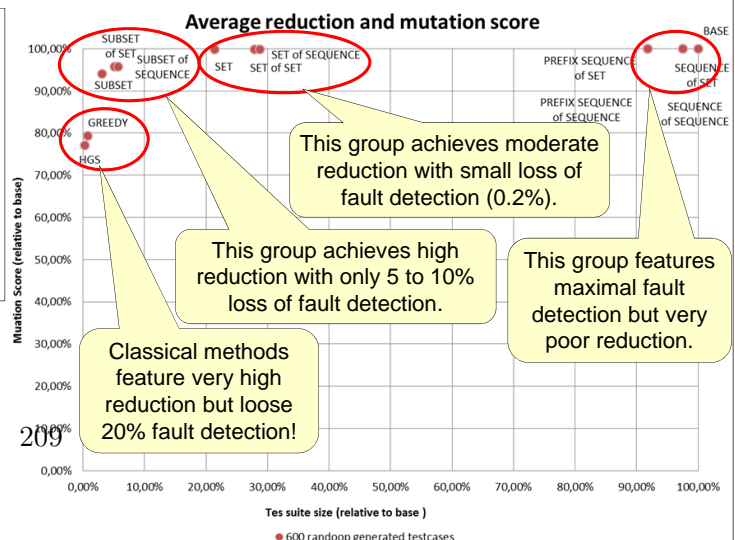 Average reduction and mutation score
SUBSET
of SET
SUBSET of
SEQUENCE
SUBSET
SET
SET of SEQUENCE
SET of SET
PREFIX SEQUENCE
of SET
BASE
SEQUENCE
of SET
PREFIX SEQUENCE
of SEQUENCE
SEQUENCE
of SEQUENCE
GREEDY
HGS
This group achieves moderate
reduction with small loss of
fault detection (0.2%).
This group achieves high
reduction with only 5 to 10%
loss of fault detection.
This group features
maximal fault
detection but very
poor reduction.
Classical methods
feature very high
reduction but loose
20% fault detection!
209
Muation Score (relative to base)
100,00%
90,00%
80,00%
70,00%
60,00%
50,00%
40,00%
30,00%
20,00%
10,00%
0,00%
0,00% 10,00% 20,00% 30,00% 40,00% 50,00% 60,00% 70,00% 80,00% 90,00% 100,00%
Tes suite size (relative to base )
600 randoop generated testcases